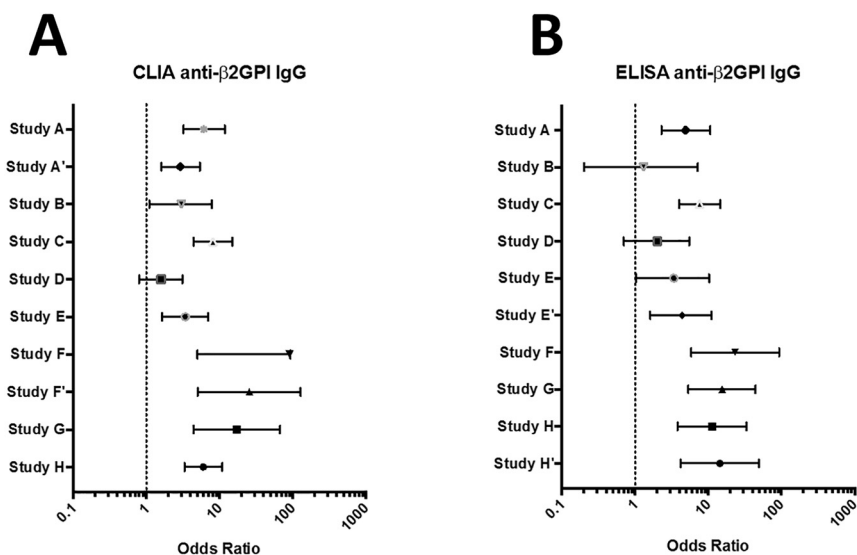 A
CLIA anti-β2GPI IgG
Study A
Study A'
Study B
Study C
Study D
Study E
Study F
Study F'
Study G
Study H
0.1
1
10
100
1000
Odds Ratio
B
ELISA anti-β2GPI IgG
Study A
Study B
Study C
Study D
Study E
Study E'
Study F
Study G
Study H
Study H'
0.1
1
10
100
1000
Odds Ratio